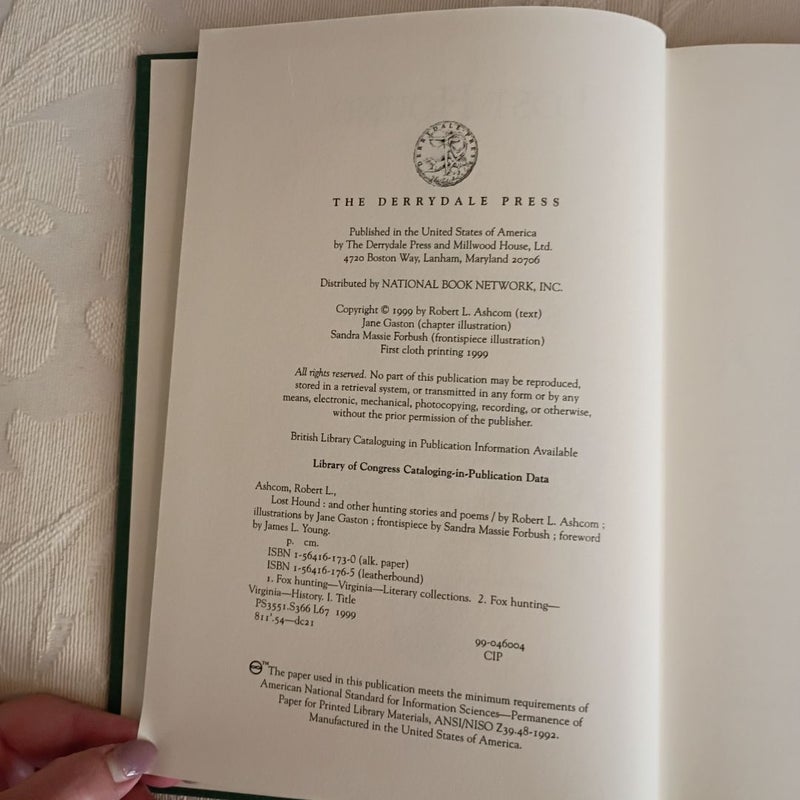 DERRYDALE PRESS
THE DERRYDALE PRESS
Published in the United States of America
by The Derrydale Press and Millwood House, Ltd.
4720 Boston Way, Lanham, Maryland 20706
Distributed by NATIONAL BOOK NETWORK, INC.
Copyright © 1999 by Robert L. Ashcom (text)
Jane Gaston (chapter illustration)
Sandra Massie Forbush (frontispiece illustration)
First cloth printing 1999
All rights reserved. No part of this publication may be reproduced,
stored in a retrieval system, or transmitted in any form or by any
means, electronic, mechanical, photocopying, recording, or otherwise,
without the prior permission of the publisher.
British Library Cataloguing in Publication Information Available
Library of Congress Cataloging-in-Publication Data
Ashcom, Robert L.,
Lost Hound : and other hunting stories and poems / by Robert L. Ashcom ;
illustrations by Jane Gaston ; frontispiece by Sandra Massie Forbush ; foreword
by James L. Young.
p. cm.
ISBN 1-56416-173-0 (alk. paper)
ISBN 1-56416-176-5 (leatherbound)
1. Fox hunting—Virginia—Literary collections. 2. Fox hunting—
Virginia—History. I. Title
PS3551.S366 L67 1999
811'.54—dc21
99-046004
CIP
™The paper used in this publication meets the minimum requirements of
American National Standard for Information Sciences—Permanence of
Paper for Printed Library Materials, ANSI/NISO Z39.48-1992.
Manufactured in the United States of America.